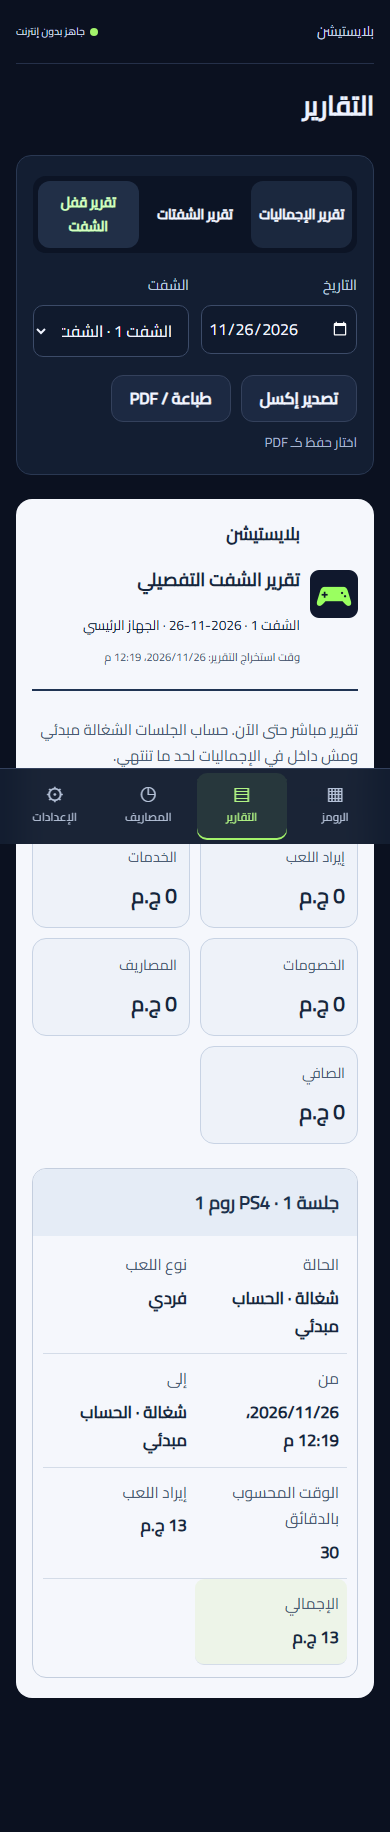 بلايستيشن
جاهز بدون إنترنت
التقارير
تقرير الإجماليات
تقرير الشفتات
تقرير قفل
الشفت
التاريخ
الشفت
11/26/2026
الشفت 1 · الشفت
تصدير إكسل
طباعة / PDF
اختار حفظ كـ PDF
بلايستيشن
تقرير الشفت التفصيلي
الشفت 1 · 2026-11-26 · الجهاز الرئيسي
وقت استخراج التقرير: 2026/11/26، 12:19 م
تقرير مباشر حتى الآن. حساب الجلسات الشغالة مبدئي
ومش داخل في الإجماليات لحد ما تنتهي.
الرومز
التقارير
المصاريف
الإعدادات
إيراد اللعب
0 ج.م
الخدمات
0 ج.م
الخصومات
0 ج.م
المصاريف
0 ج.م
الصافي
0 ج.م
جلسة 1 · PS4 روم 1
الحالة
شغالة · الحساب
مبدئي
نوع اللعب
فردي
من
2026/11/26،
12:19 م
إلى
شغالة · الحساب
مبدئي
الوقت المحسوب
بالدقائق
30
إيراد اللعب
13 ج.م
الإجمالي
13 ج.م